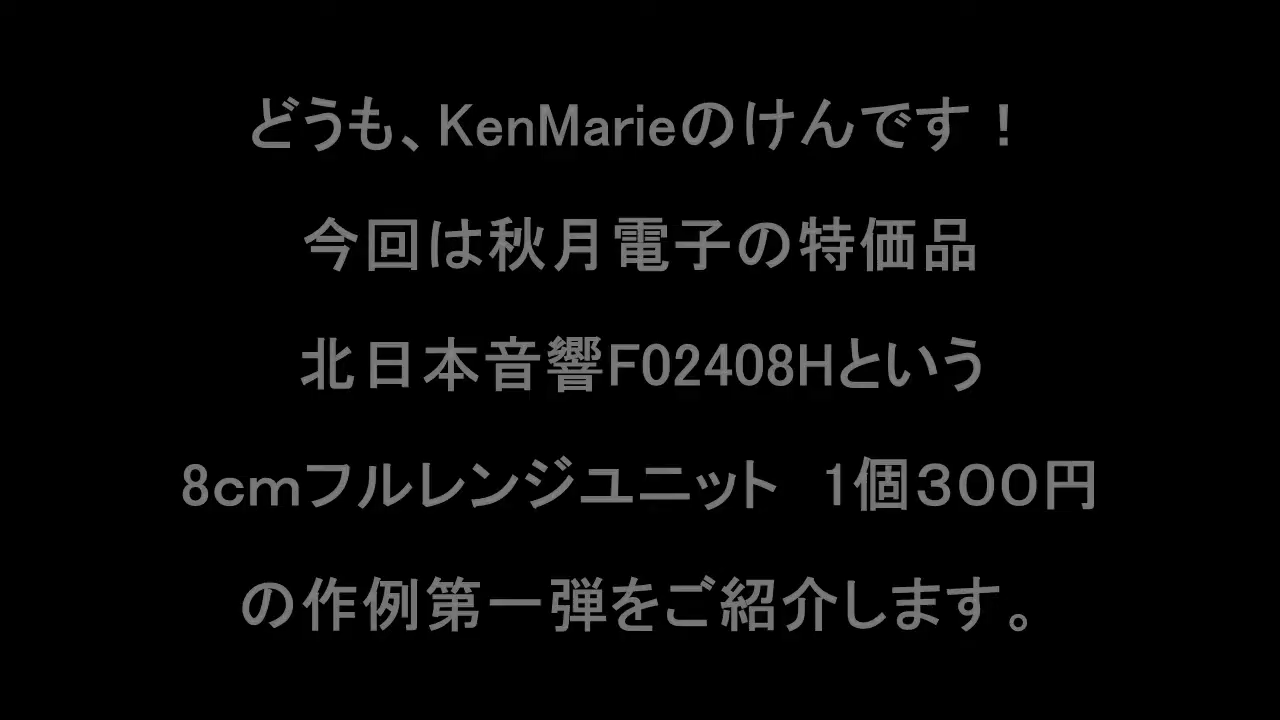 どうも、KenMarieのけんです！
今回は秋月電子の特価品
北日本音響F02408Hという
8cmフルレンジユニット　1個３００円
の作例第一弾をご紹介します。